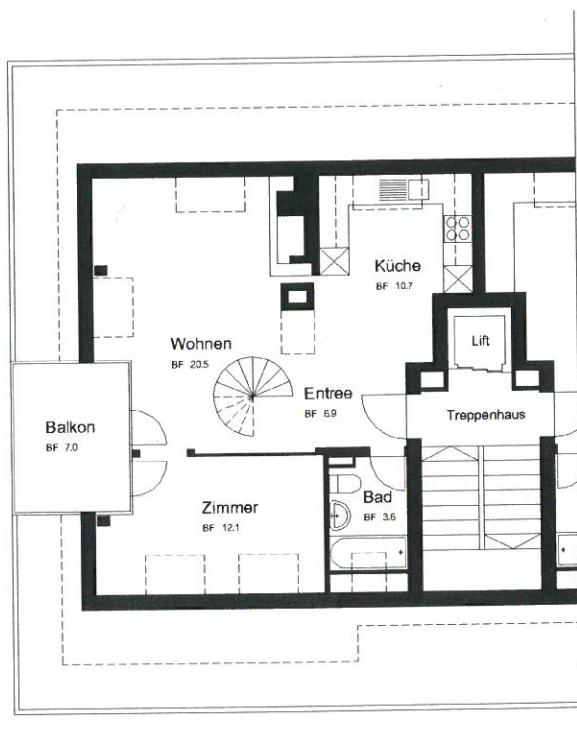 Küche
BF 10.7
Wohnen
BF 20.5
Lift
Entree
BF 6.9
Treppenhaus
Balkon
BF 7.0
Zimmer
BF 12.1
Bad
BF 3.6